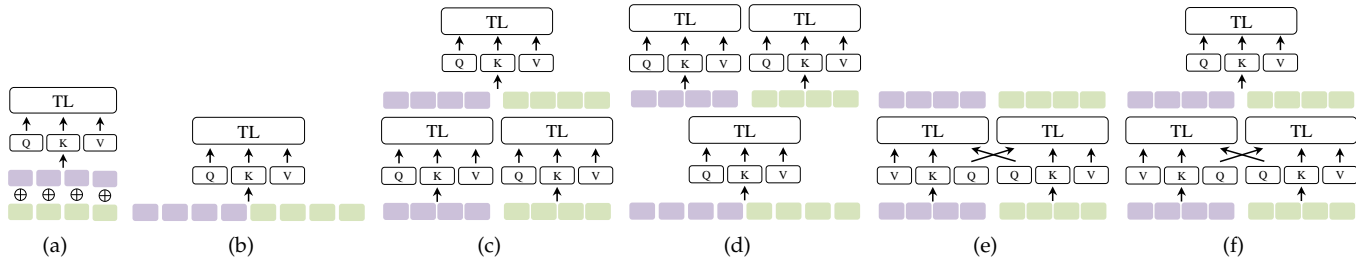 TL
Q K V
(a)
TL
Q K V
(b)
TL
Q K V
TL TL
Q K V Q K V
(c)
TL TL
Q K V Q K V
TL
Q K V
(d)
TL TL
V K Q Q K V
(e)
TL
Q K V
TL TL
V K Q Q K V
(f)